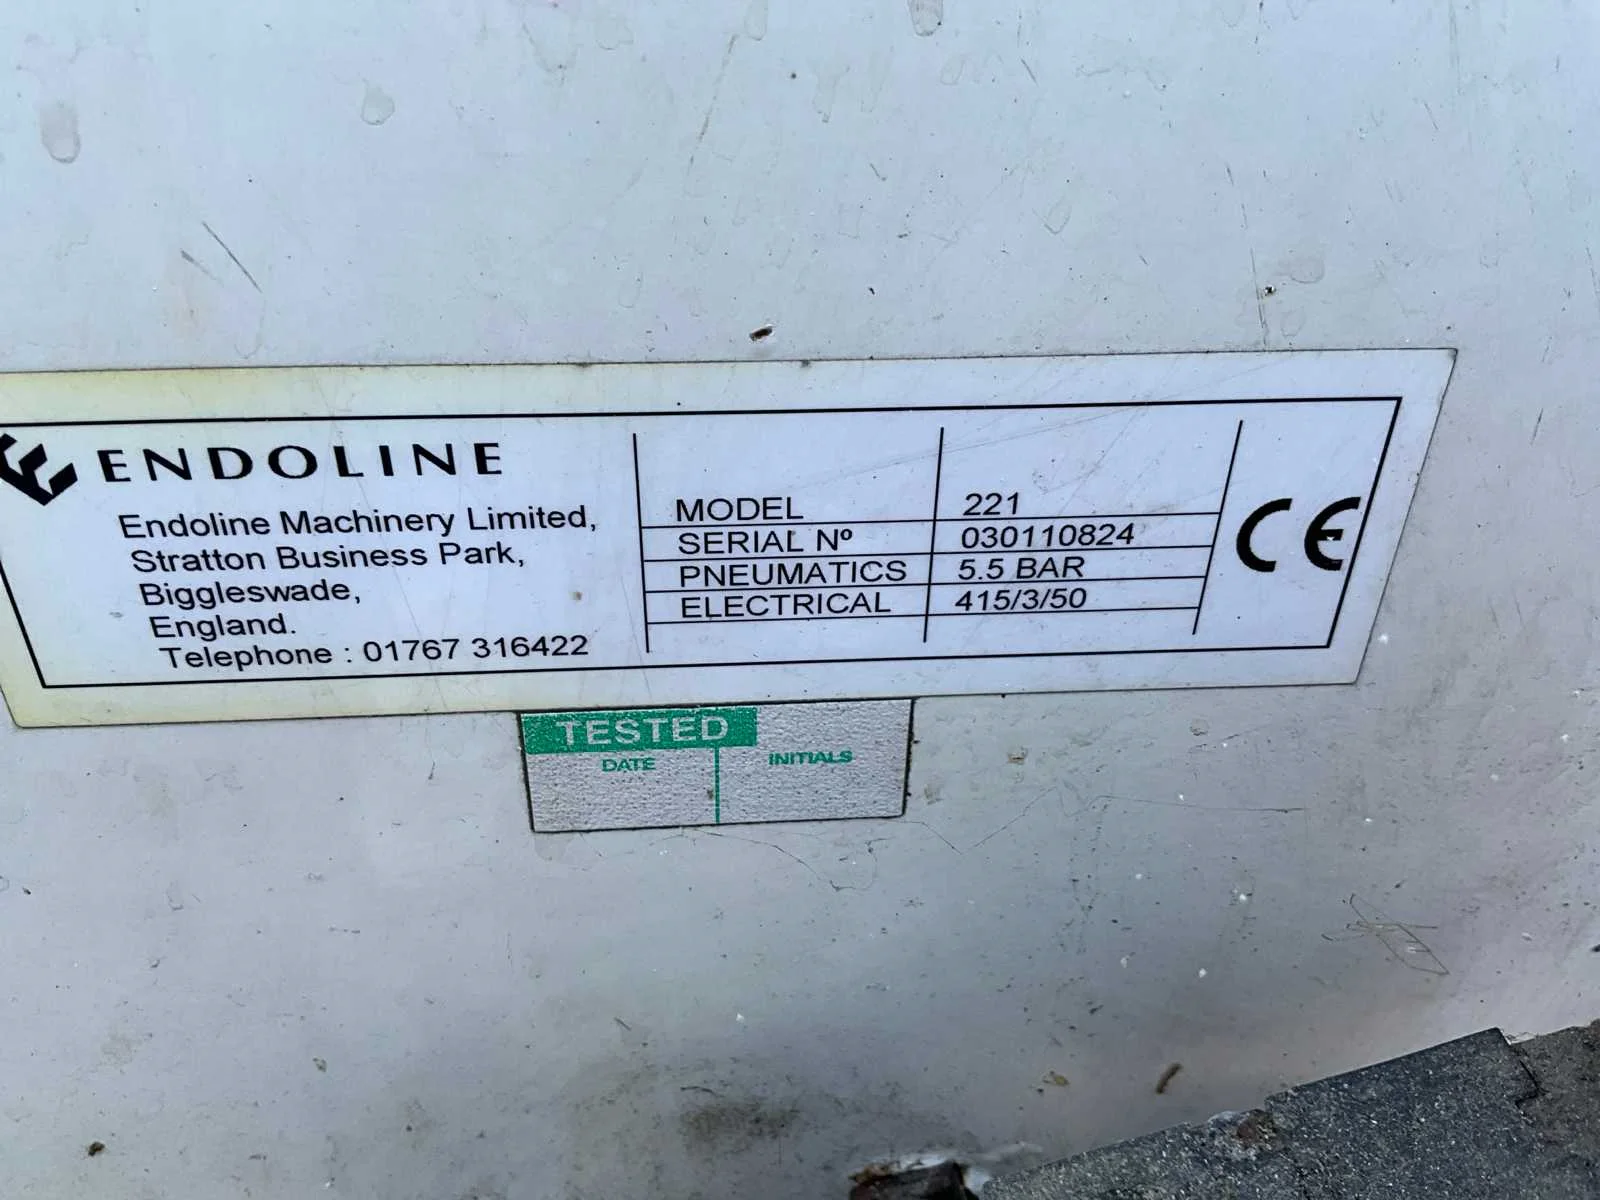 ENDOLINE
Endoline Machinery Limited,
Stratton Business Park,
Biggleswade,
England.
Telephone : 01767 316422
MODEL 221
SERIAL Nº 030110824
PNEUMATICS 5.5 BAR
ELECTRICAL 415/3/50
CE
TESTED
DATE INITIALS